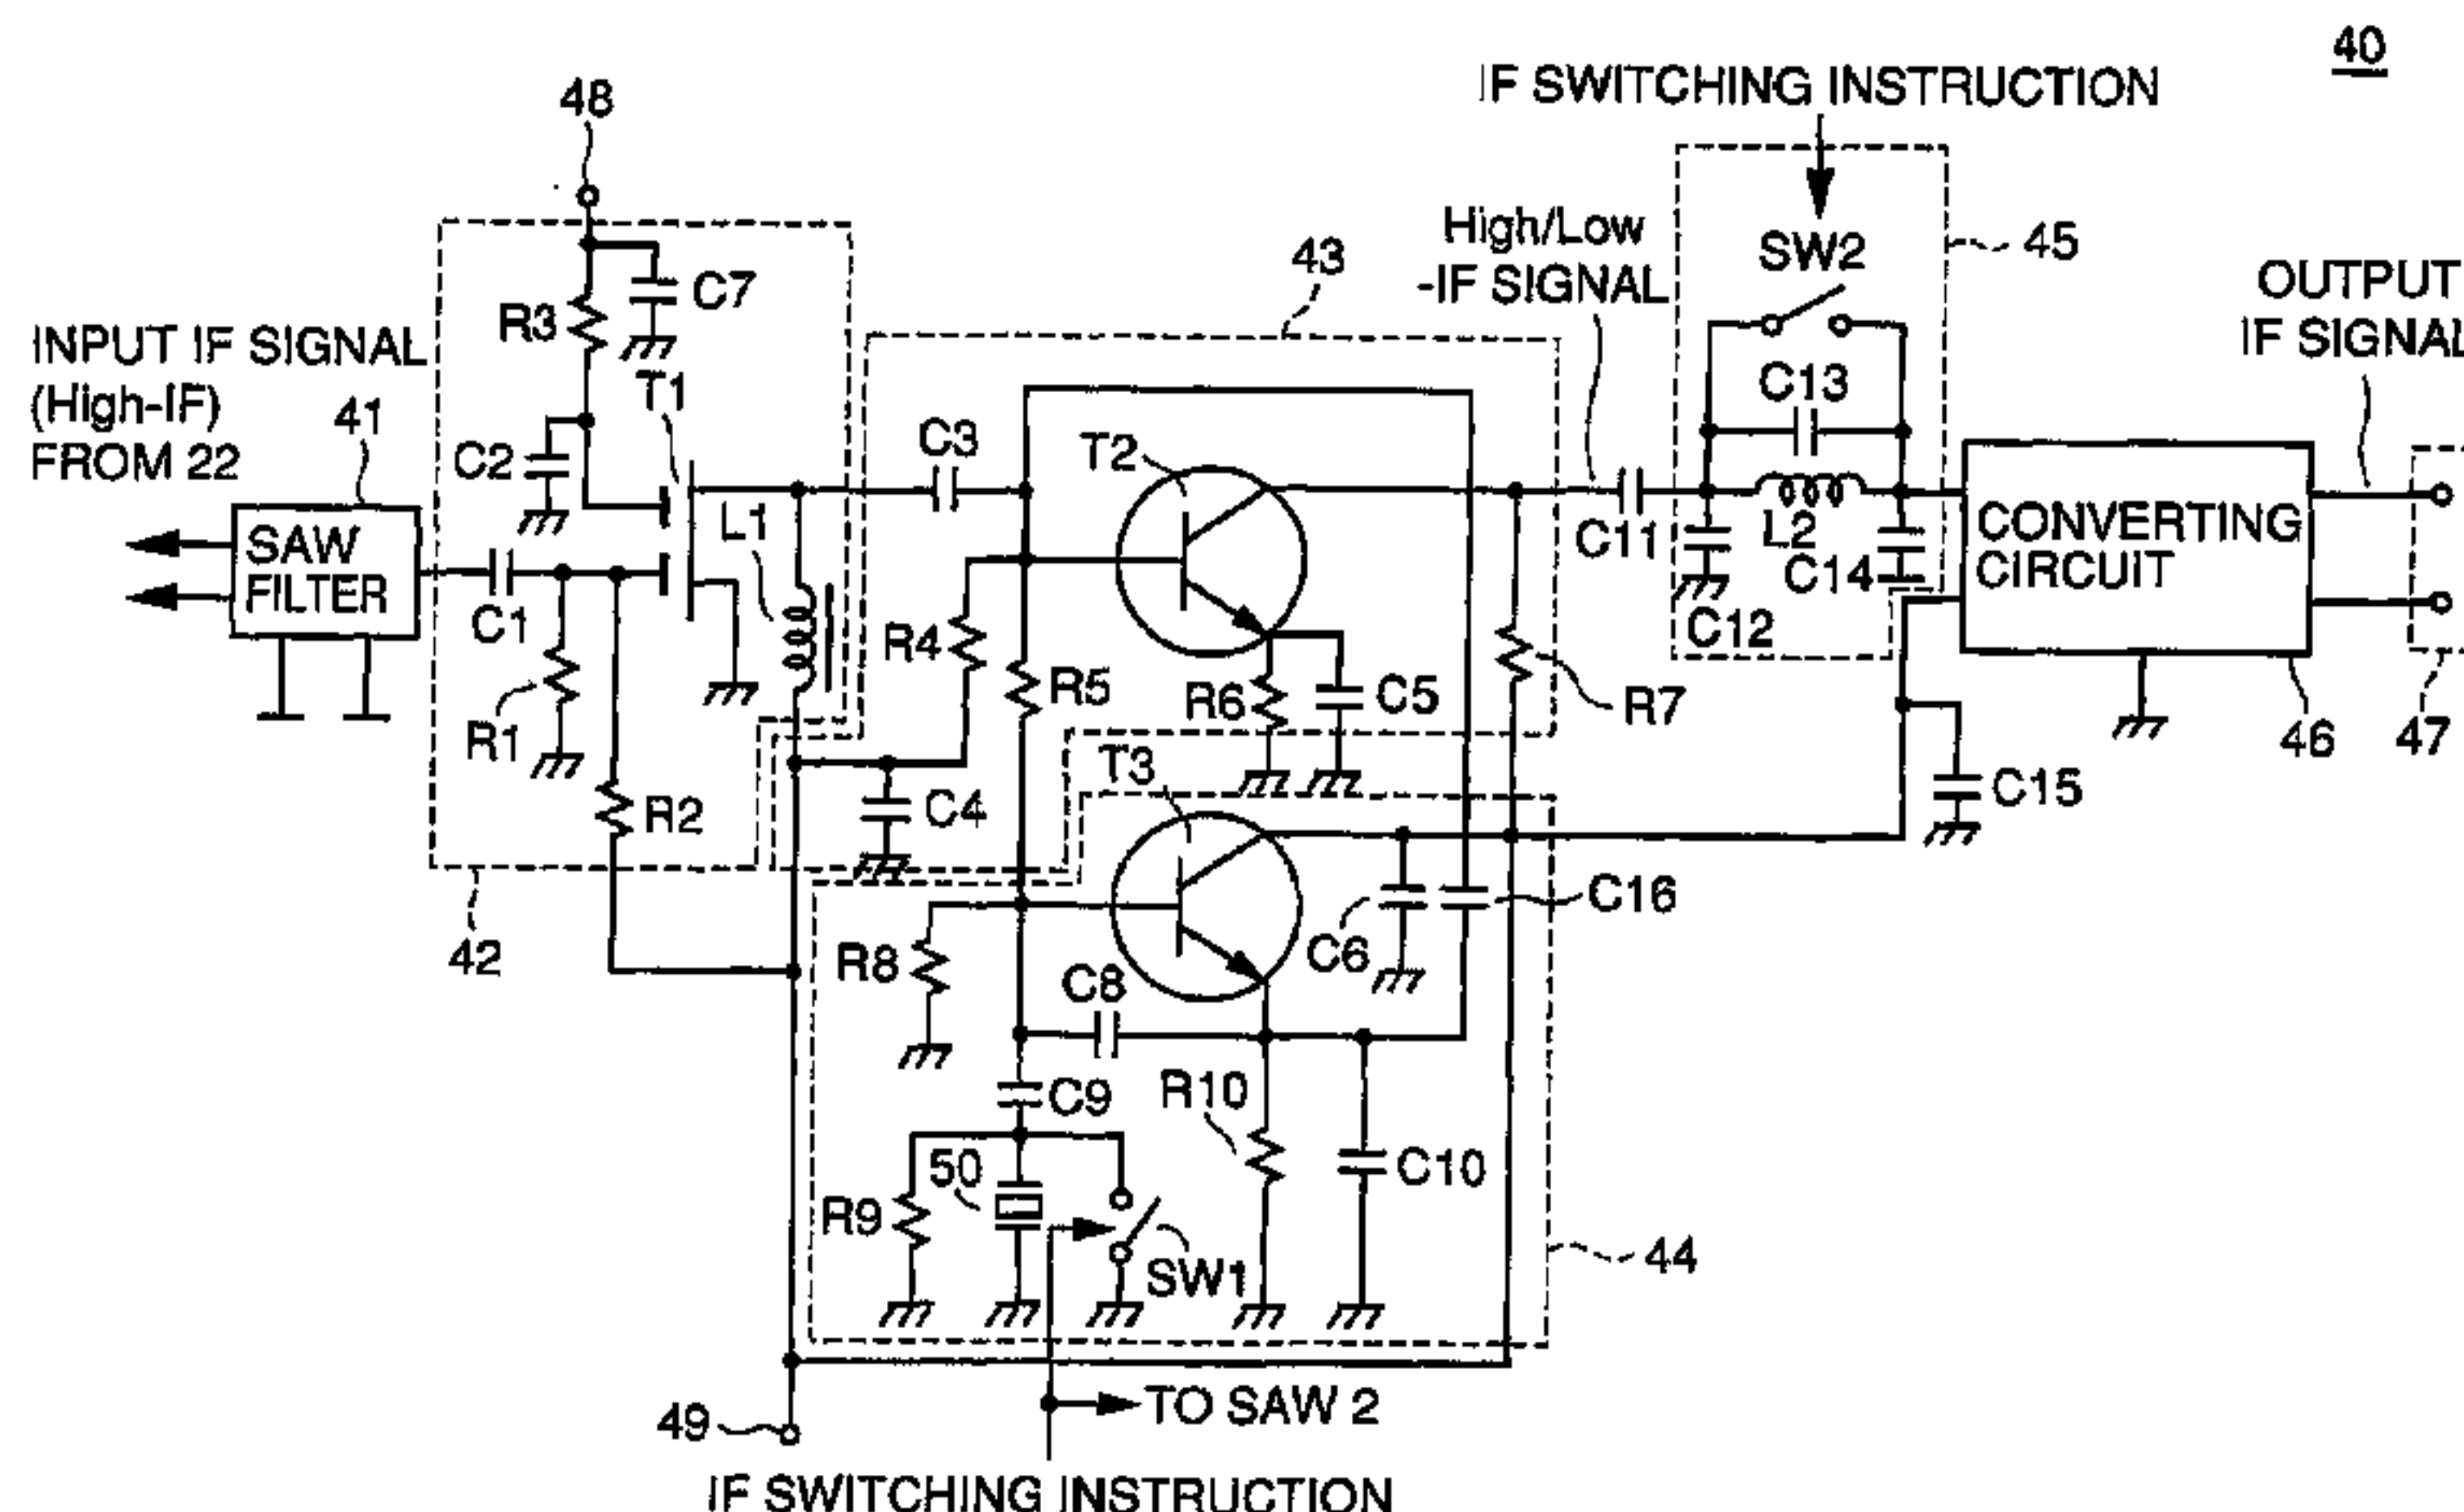 40
IF SWITCHING INSTRUCTION
48
High/Low
-IF SIGNAL
43
SW2
45
OUTPUT
IF SIGNAL
INPUT IF SIGNAL
(High-IF)
FROM 22
41
R3
C7
T1
C2
C3
T2
C13
SAW
FILTER
L1
C11
L2
C14
CONVERTING
CIRCUIT
C1
R4
R5
R6
C5
R7
C12
R1
T3
46
47
R2
C4
C15
42
R8
C8
C6
C16
C9
R10
R9
50
C10
SW1
44
49
TO SAW 2
IF SWITCHING INSTRUCTION